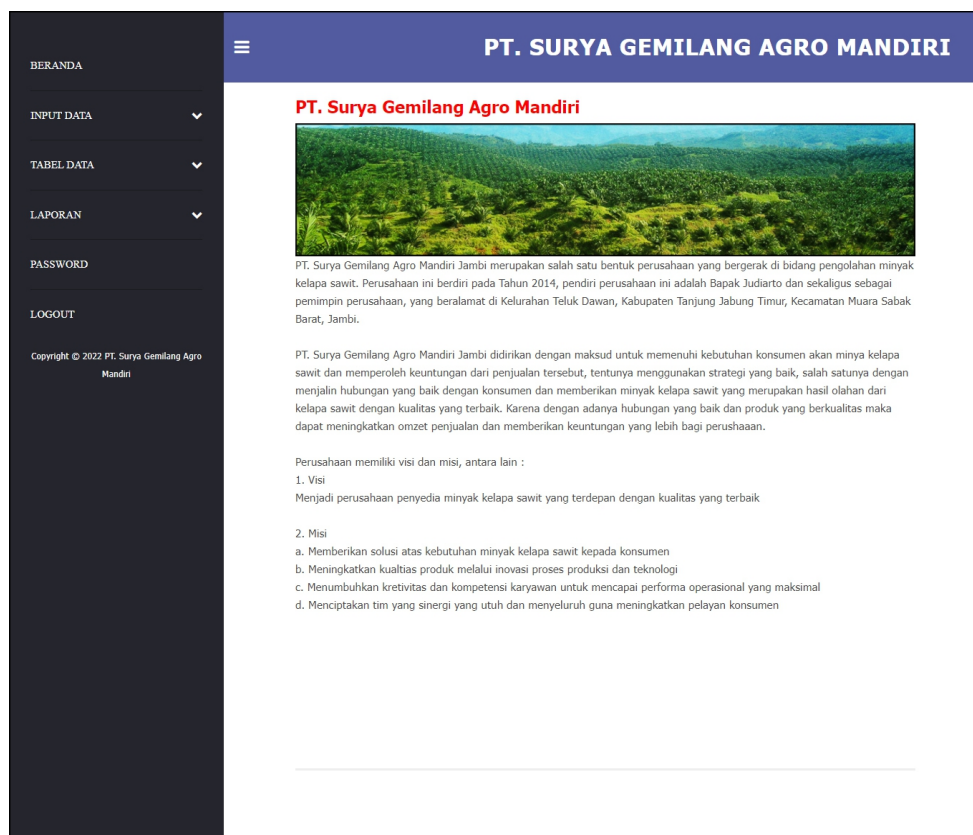 BERANDA
INPUT DATA
TABEL DATA
LAPORAN
PASSWORD
LOGOUT
Copyright © 2022 PT. Surya Gemilang Agro
Mandiri
PT. SURYA GEMILANG AGRO MANDIRI
PT. Surya Gemilang Agro Mandiri
PT. Surya Gemilang Agro Mandiri Jambi merupakan salah satu bentuk perusahaan yang bergerak di bidang pengolahan minyak
kelapa sawit. Perusahaan ini berdiri pada Tahun 2014, pendiri perusahaan ini adalah Bapak Judiarto dan sekaligus sebagai
pemimpin perusahaan, yang beralamat di Kelurahan Teluk Dawan, Kabupaten Tanjung Jabung Timur, Kecamatan Muara Sabak
Barat, Jambi.
PT. Surya Gemilang Agro Mandiri Jambi didirikan dengan maksud untuk memenuhi kebutuhan konsumen akan minya kelapa
sawit dan memperoleh keuntungan dari penjualan tersebut, tentunya menggunakan strategi yang baik, salah satunya dengan
menjalin hubungan yang baik dengan konsumen dan memberikan minyak kelapa sawit yang merupakan hasil olahan dari
kelapa sawit dengan kualitas yang terbaik. Karena dengan adanya hubungan yang baik dan produk yang berkualitas maka
dapat meningkatkan omzet penjualan dan memberikan keuntungan yang lebih bagi perushaaan.
Perusahaan memiliki visi dan misi, antara lain :
1. Visi
Menjadi perusahaan penyedia minyak kelapa sawit yang terdepan dengan kualitas yang terbaik
2. Misi
a. Memberikan solusi atas kebutuhan minyak kelapa sawit kepada konsumen
b. Meningkatkan kualtias produk melalui inovasi proses produksi dan teknologi
c. Menumbuhkan kretivitas dan kompetensi karyawan untuk mencapai performa operasional yang maksimal
d. Menciptakan tim yang sinergi yang utuh dan menyeluruh guna meningkatkan pelayan konsumen